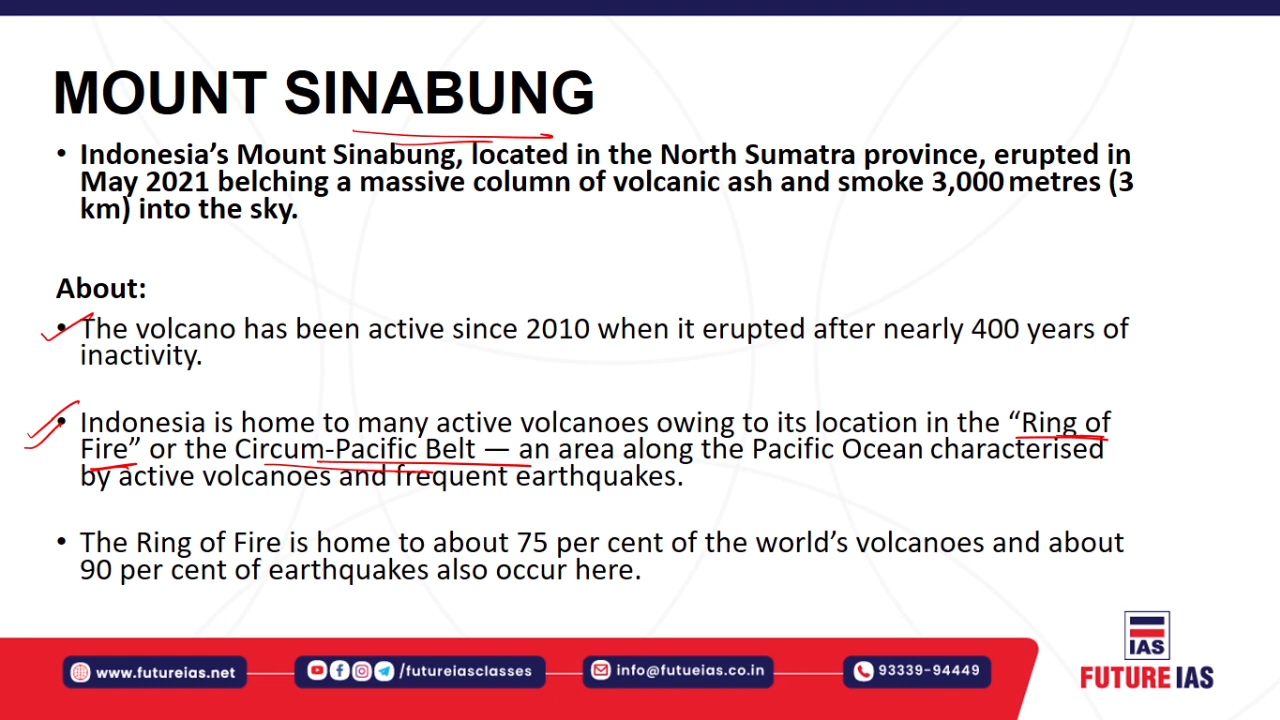 MOUNT SINABUNG
• Indonesia’s Mount Sinabung, located in the North Sumatra province, erupted in
May 2021 belching a massive column of volcanic ash and smoke 3,000 metres (3
km) into the sky.
About:
• The volcano has been active since 2010 when it erupted after nearly 400 years of
inactivity.
• Indonesia is home to many active volcanoes owing to its location in the “Ring of
Fire” or the Circum-Pacific Belt — an area along the Pacific Ocean characterised
by active volcanoes and frequent earthquakes.
• The Ring of Fire is home to about 75 per cent of the world’s volcanoes and about
90 per cent of earthquakes also occur here.
IAS
FUTURE IAS
www.futureias.net
/futureiasclasses
info@futueias.co.in
93339-94449